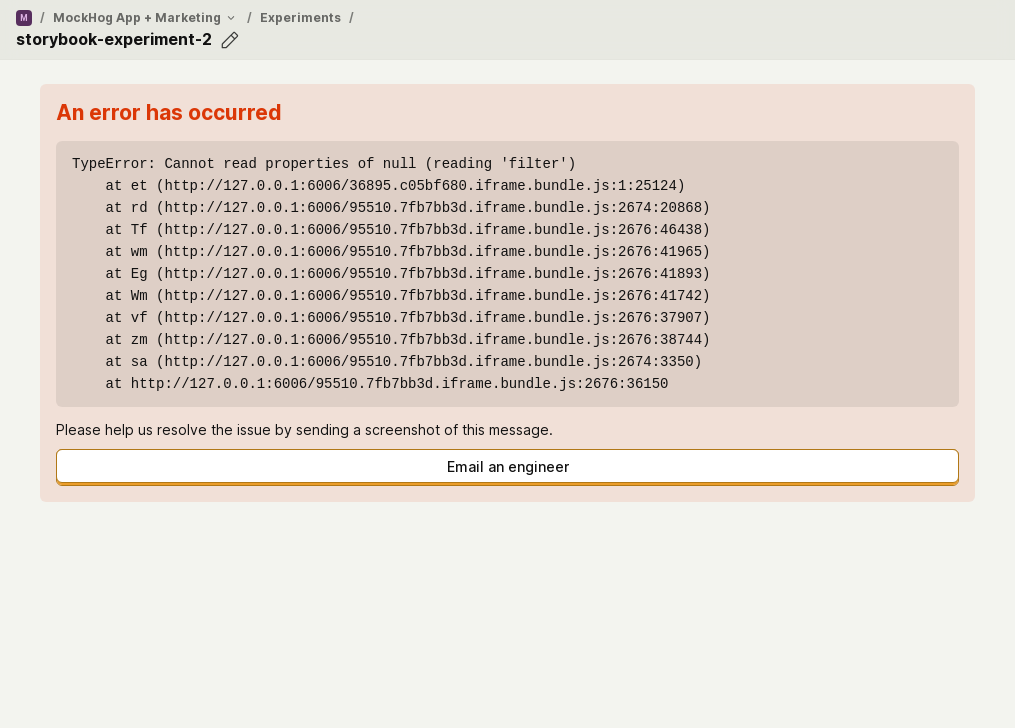 M / MockHog App + Marketing / Experiments /
storybook-experiment-2
An error has occurred
TypeError: Cannot read properties of null (reading 'filter')
    at et (http://127.0.0.1:6006/36895.c05bf680.iframe.bundle.js:1:25124)
    at rd (http://127.0.0.1:6006/95510.7fb7bb3d.iframe.bundle.js:2674:20868)
    at Tf (http://127.0.0.1:6006/95510.7fb7bb3d.iframe.bundle.js:2676:46438)
    at wm (http://127.0.0.1:6006/95510.7fb7bb3d.iframe.bundle.js:2676:41965)
    at Eg (http://127.0.0.1:6006/95510.7fb7bb3d.iframe.bundle.js:2676:41893)
    at Wm (http://127.0.0.1:6006/95510.7fb7bb3d.iframe.bundle.js:2676:41742)
    at vf (http://127.0.0.1:6006/95510.7fb7bb3d.iframe.bundle.js:2676:37907)
    at zm (http://127.0.0.1:6006/95510.7fb7bb3d.iframe.bundle.js:2676:38744)
    at sa (http://127.0.0.1:6006/95510.7fb7bb3d.iframe.bundle.js:2674:3350)
    at http://127.0.0.1:6006/95510.7fb7bb3d.iframe.bundle.js:2676:36150
Please help us resolve the issue by sending a screenshot of this message.
Email an engineer